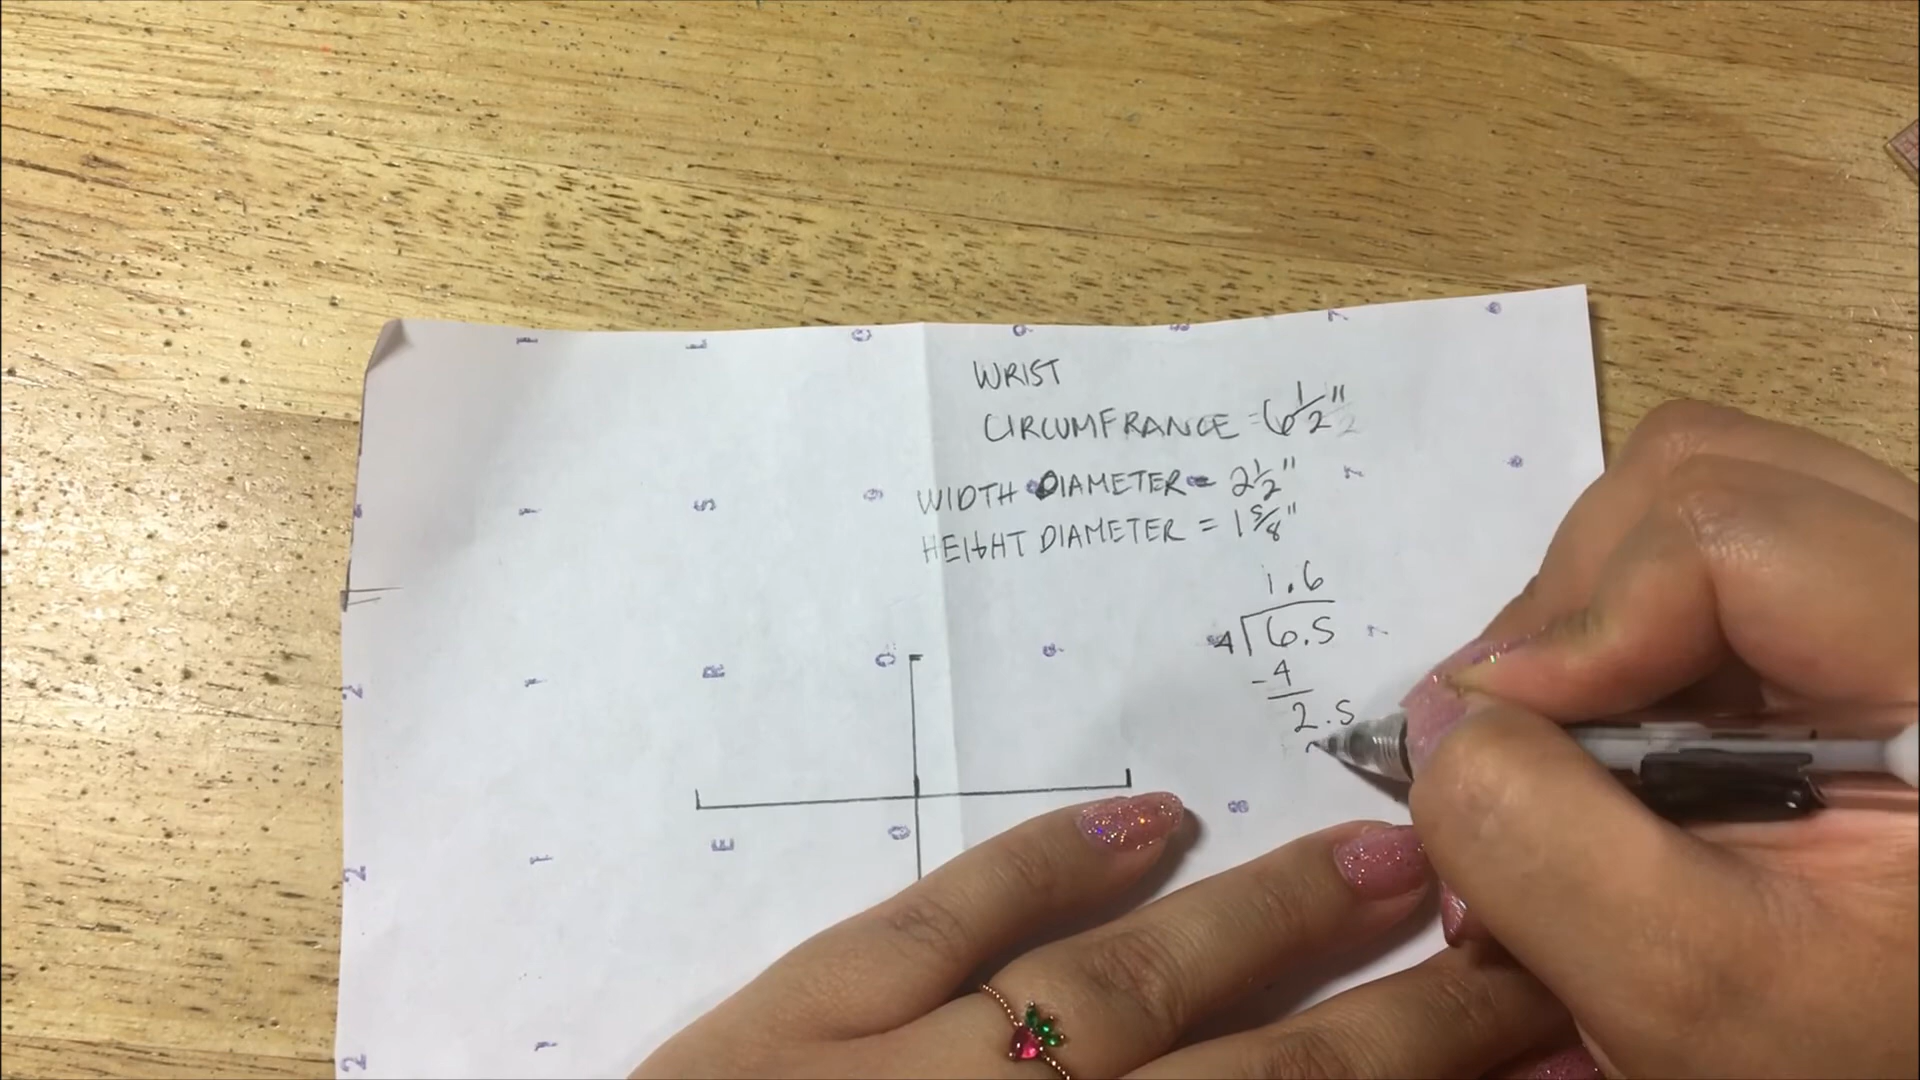 WRIST
CIRCUMFRANCE = 6 1/2"
WIDTH DIAMETER = 2 1/2"
HEIGHT DIAMETER = 1 5/8"
1.6
4 6.5
- 4
2.5